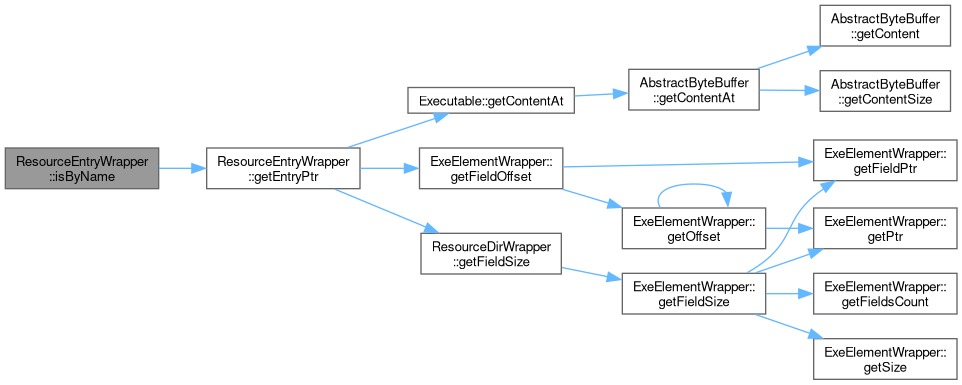 ResourceEntryWrapper
::isByName
ResourceEntryWrapper
::getEntryPtr
Executable::getContentAt
ExeElementWrapper::
getFieldOffset
ResourceDirWrapper
::getFieldSize
AbstractByteBuffer
::getContentAt
ExeElementWrapper::
getOffset
ExeElementWrapper::
getFieldSize
AbstractByteBuffer
::getContent
AbstractByteBuffer
::getContentSize
ExeElementWrapper::
getFieldPtr
ExeElementWrapper::
getPtr
ExeElementWrapper::
getFieldsCount
ExeElementWrapper::
getSize